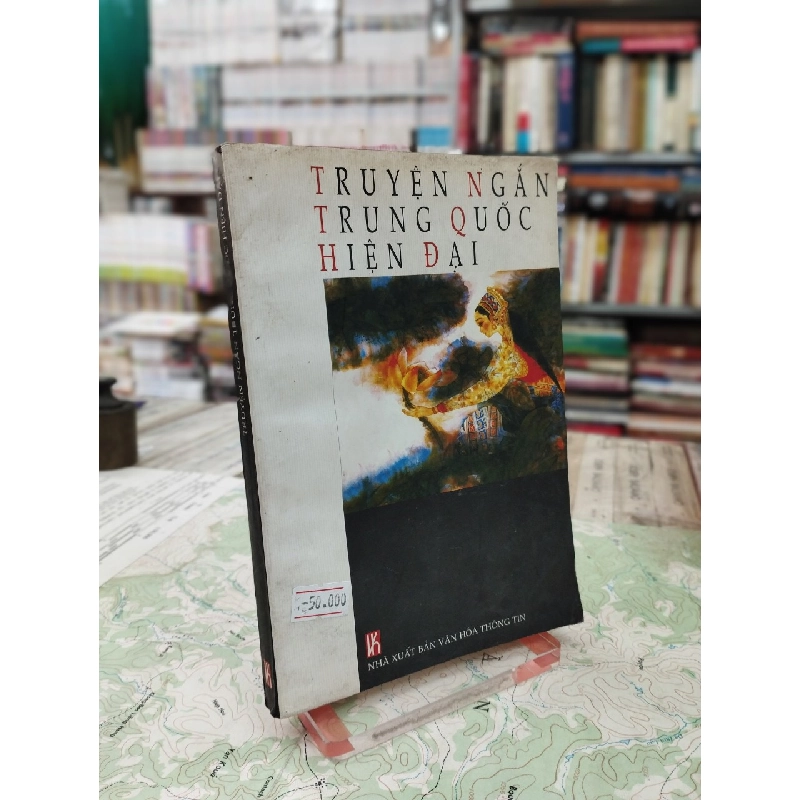 TRUYỆN NGẮN
TRUNG QUỐC
HIỆN ĐẠI
50.000
NHÀ XUẤT BẢN VĂN HÓA THÔNG TIN